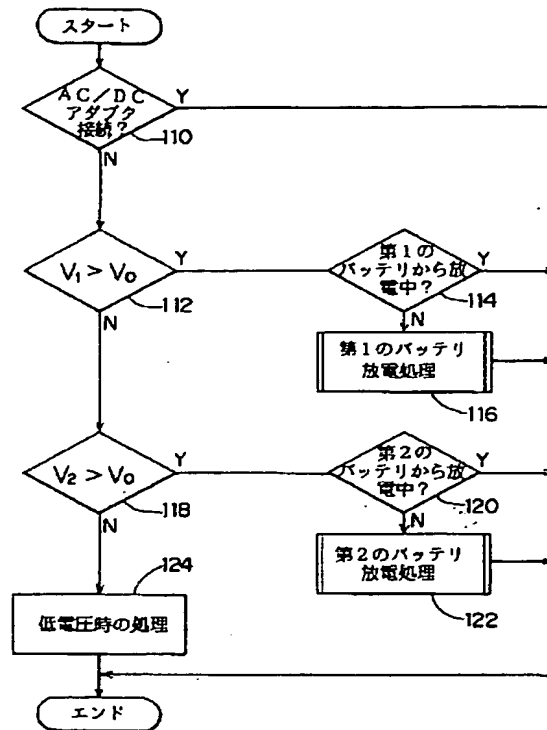 スタート
AC/DC
アダプタ
接続?
Y
110
N
V₁ > V₀
Y
112
N
第1の
バッテリから放
電中?
Y
114
N
第1のバッテリ
放電処理
116
V₂ > V₀
Y
118
N
第2の
バッテリから放
電中?
Y
120
N
第2のバッテリ
放電処理
122
124
低電圧時の処理
エンド